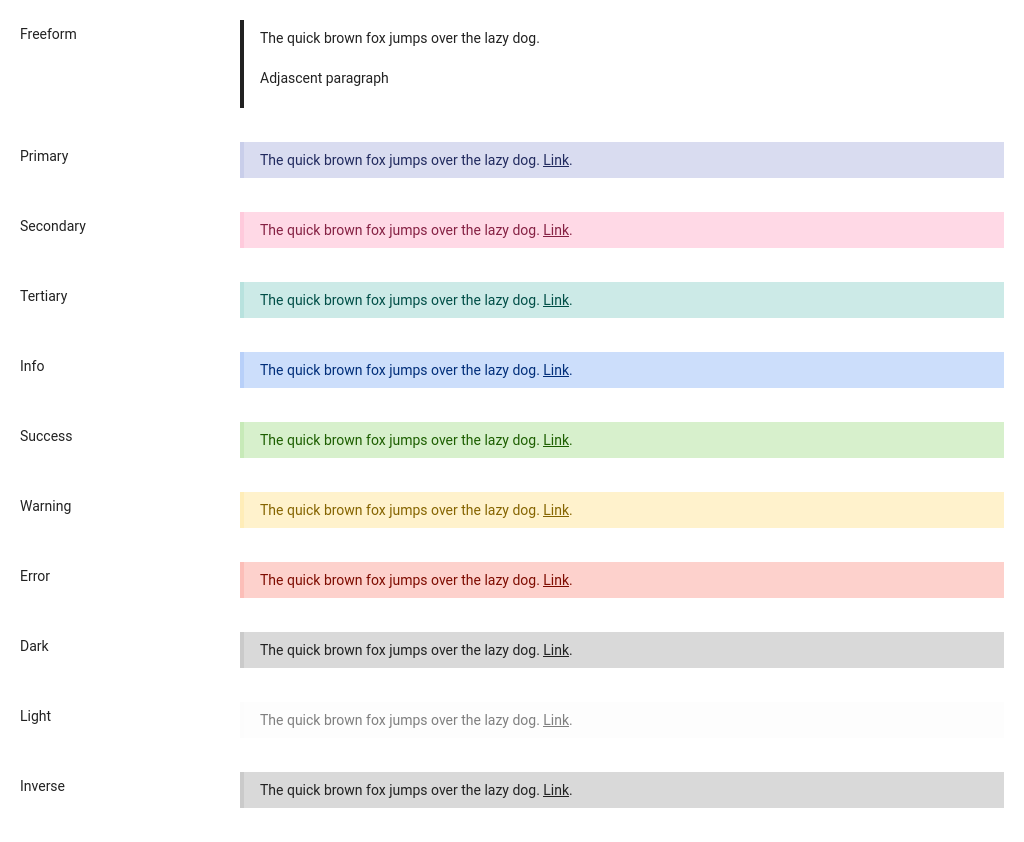 Freeform
The quick brown fox jumps over the lazy dog.
Adjascent paragraph
Primary
The quick brown fox jumps over the lazy dog. Link.
Secondary
The quick brown fox jumps over the lazy dog. Link.
Tertiary
The quick brown fox jumps over the lazy dog. Link.
Info
The quick brown fox jumps over the lazy dog. Link.
Success
The quick brown fox jumps over the lazy dog. Link.
Warning
The quick brown fox jumps over the lazy dog. Link.
Error
The quick brown fox jumps over the lazy dog. Link.
Dark
The quick brown fox jumps over the lazy dog. Link.
Light
The quick brown fox jumps over the lazy dog. Link.
Inverse
The quick brown fox jumps over the lazy dog. Link.